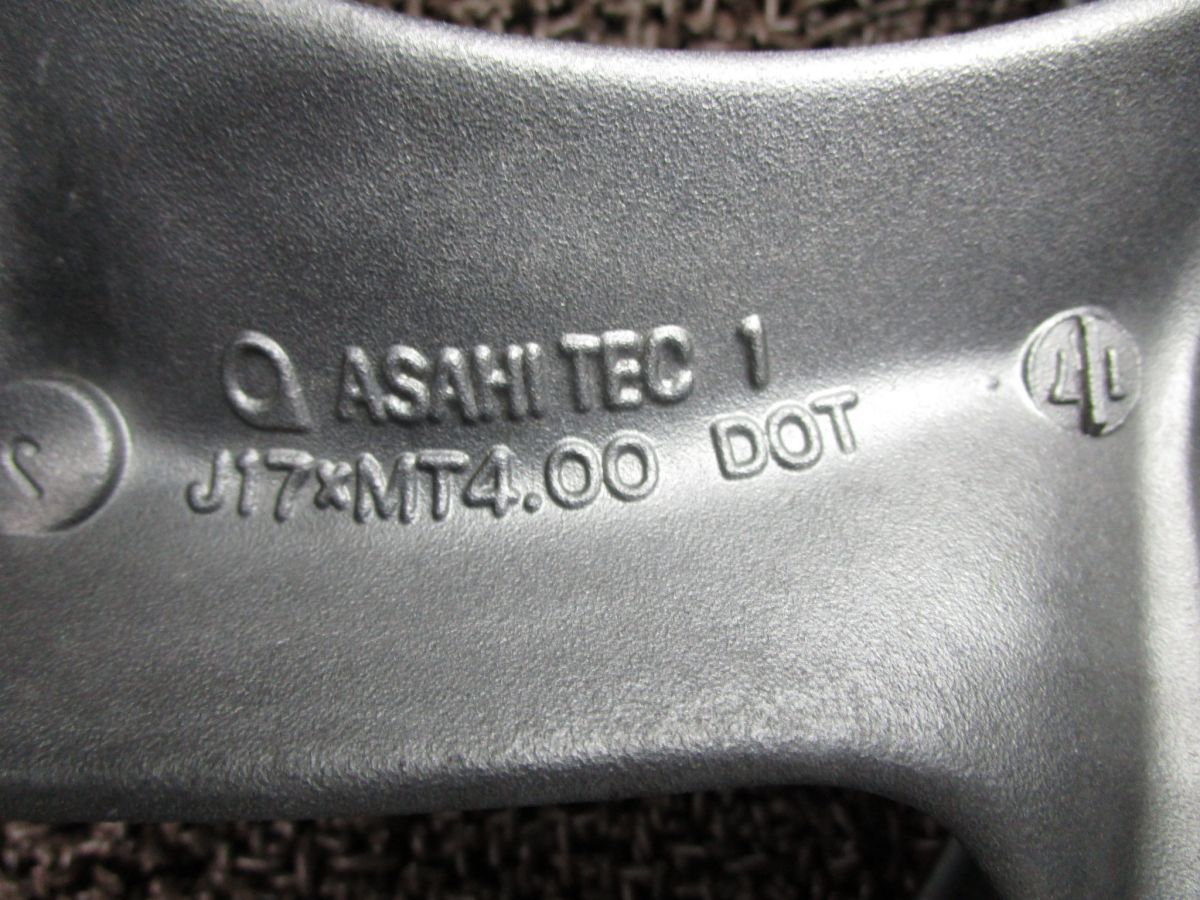 ASAHI TEC 1
J17×MT4.00 DOT